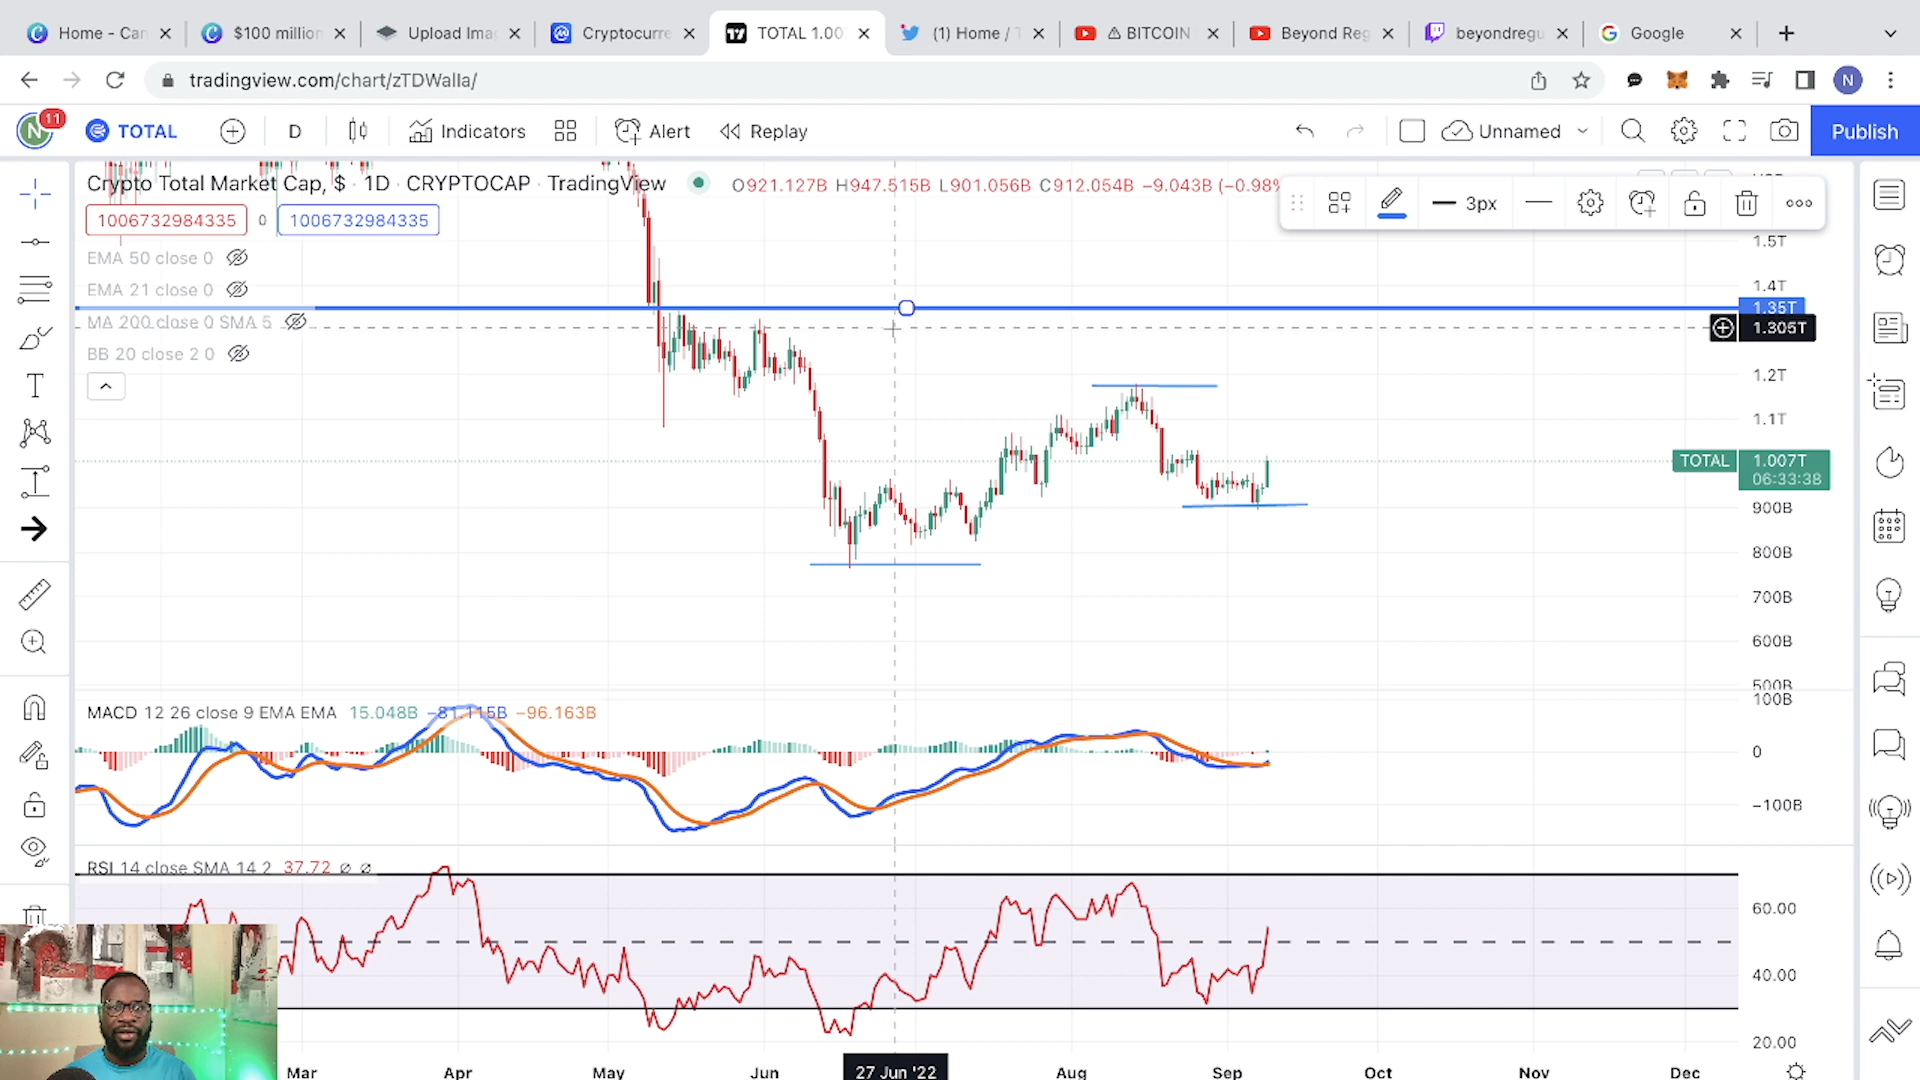 Home - Can
$100 million
Upload Ima
Cryptocurre
TOTAL 1.00
(1) Home / T
⚠ BITCOIN
Beyond Reg
beyondregu
Google
tradingview.com/chart/zTDWalla/
N
N
11
TOTAL
D
Indicators
Alert
Replay
Unnamed
Publish
Crypto Total Market Cap, $ · 1D · CRYPTOCAP · TradingView
O921.127B H947.515B L901.056B C912.054B −9.043B (−0.98%
3px
1006732984335 0 1006732984335
EMA 50 close 0
EMA 21 close 0
MA 200 close 0 SMA 5
BB 20 close 2 0
1.5T
1.4T
1.35T
1.305T
1.2T
1.1T
TOTAL 1.007T
06:33:38
900B
800B
700B
600B
500B
MACD 12 26 close 9 EMA EMA 15.048B −81.115B −96.163B
100B
0
−100B
RSI 14 close SMA 14 2 37.72 ∅ ∅
60.00
40.00
20.00
Mar
Apr
May
Jun
27 Jun '22
Aug
Sep
Oct
Nov
Dec